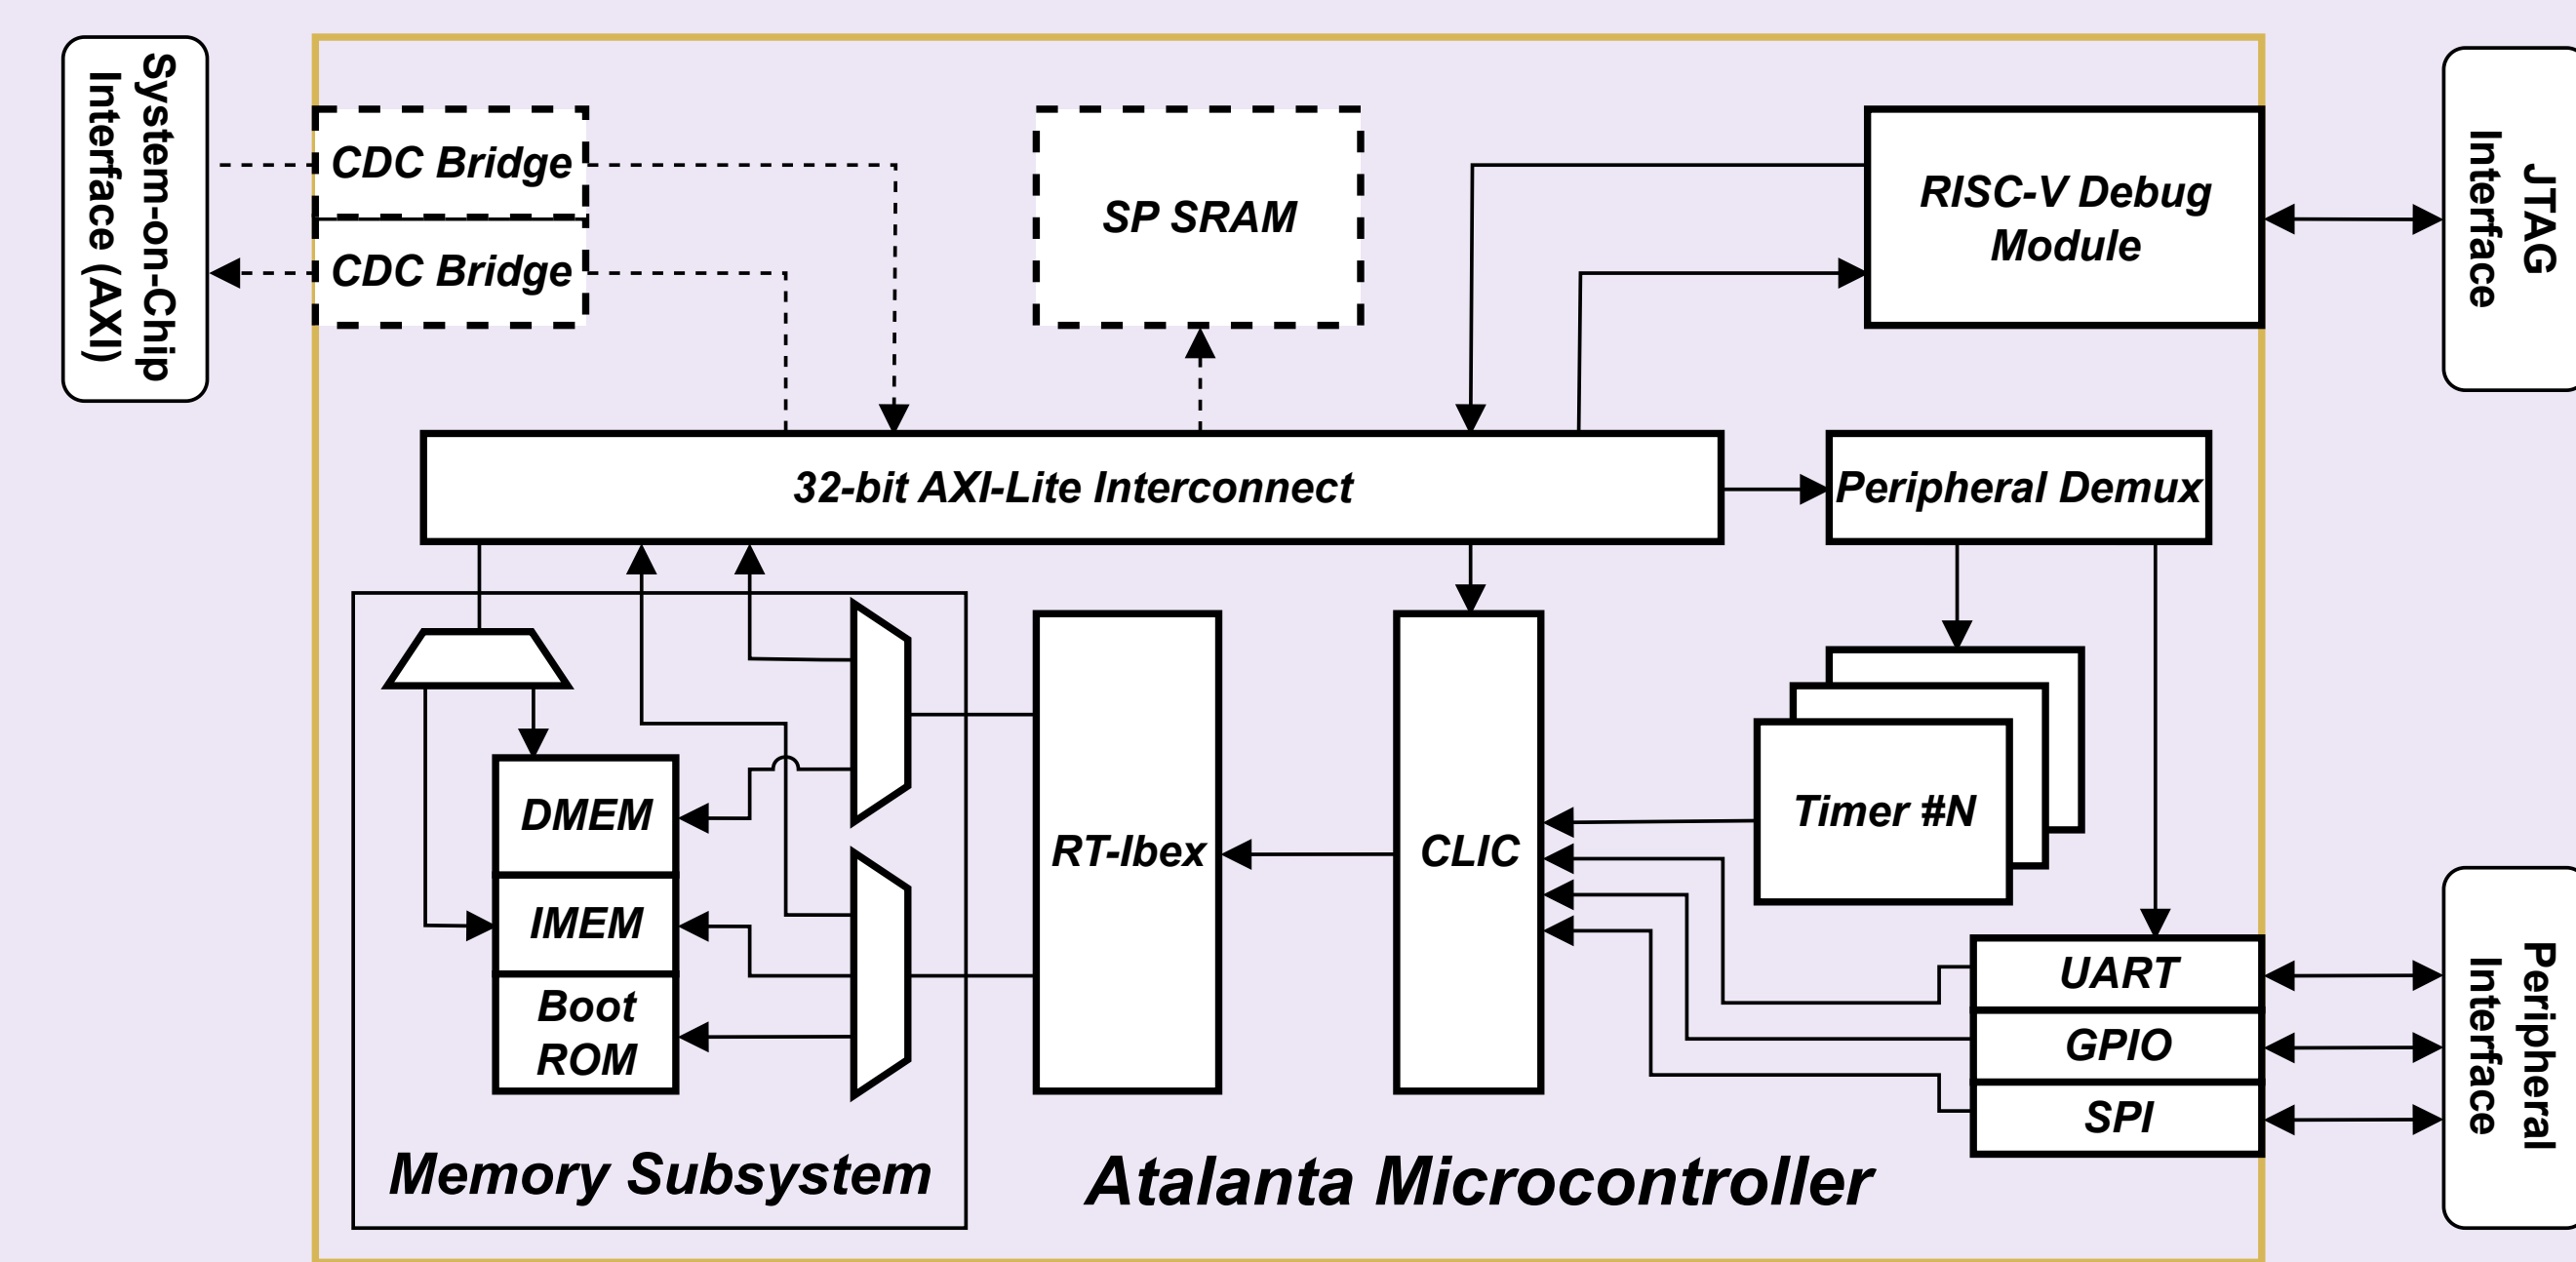 System-on-Chip
Interface (AXI)
CDC Bridge
CDC Bridge
SP SRAM
RISC-V Debug
Module
JTAG
Interface
32-bit AXI-Lite Interconnect
Peripheral Demux
DMEM
IMEM
Boot
ROM
RT-Ibex
CLIC
Timer #N
UART
GPIO
SPI
Peripheral
Interface
Memory Subsystem
Atalanta Microcontroller